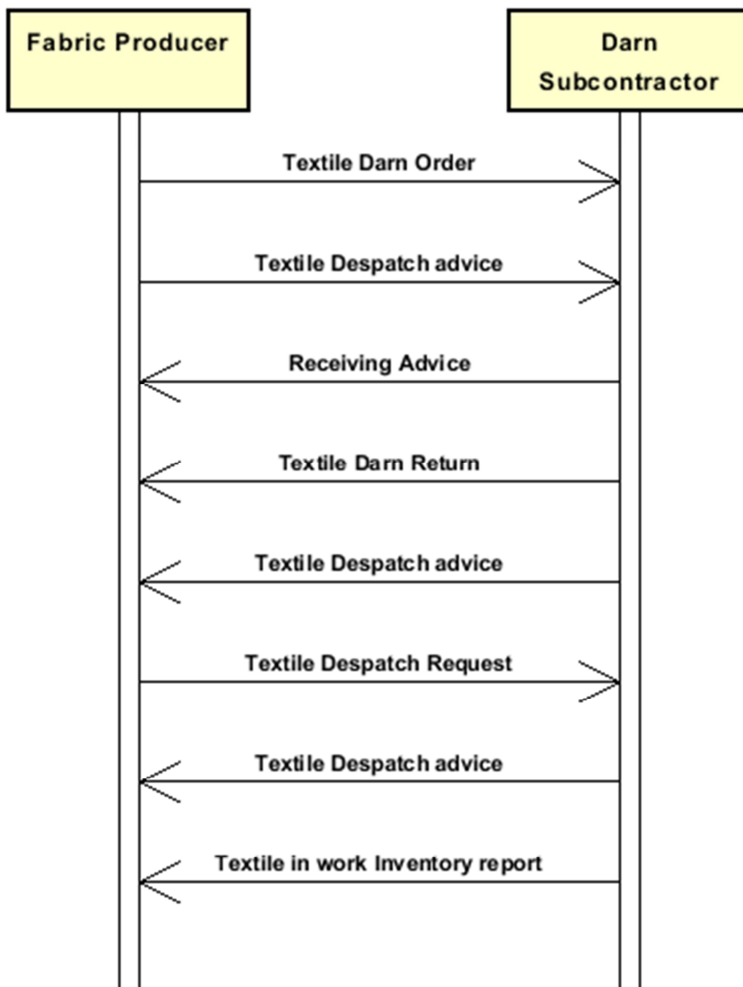 Fabric Producer
Darn
Subcontractor
Textile Darn Order
Textile Despatch advice
Receiving Advice
Textile Darn Return
Textile Despatch advice
Textile Despatch Request
Textile Despatch advice
Textile in work Inventory report